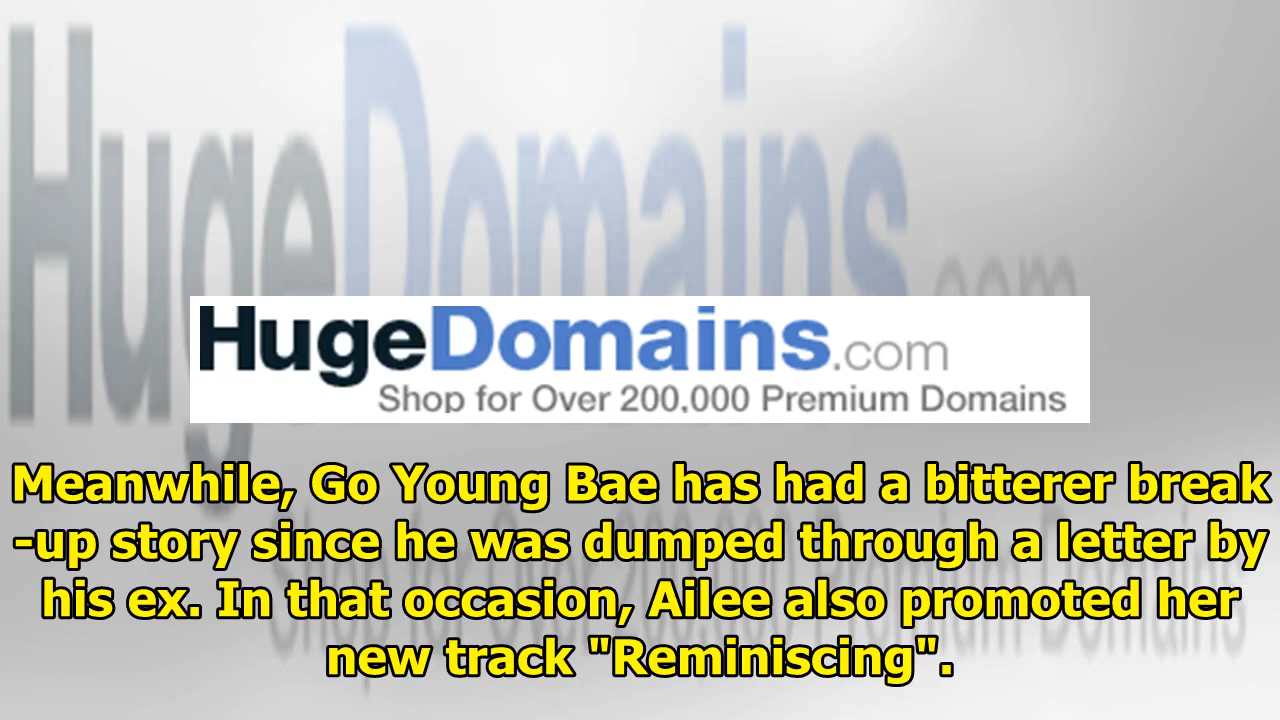 HugeDomains.com
HugeDomains.com
Shop for Over 200,000 Premium Domains
Meanwhile, Go Young Bae has had a bitterer break
-up story since he was dumped through a letter by
his ex. In that occasion, Ailee also promoted her
new track "Reminiscing".